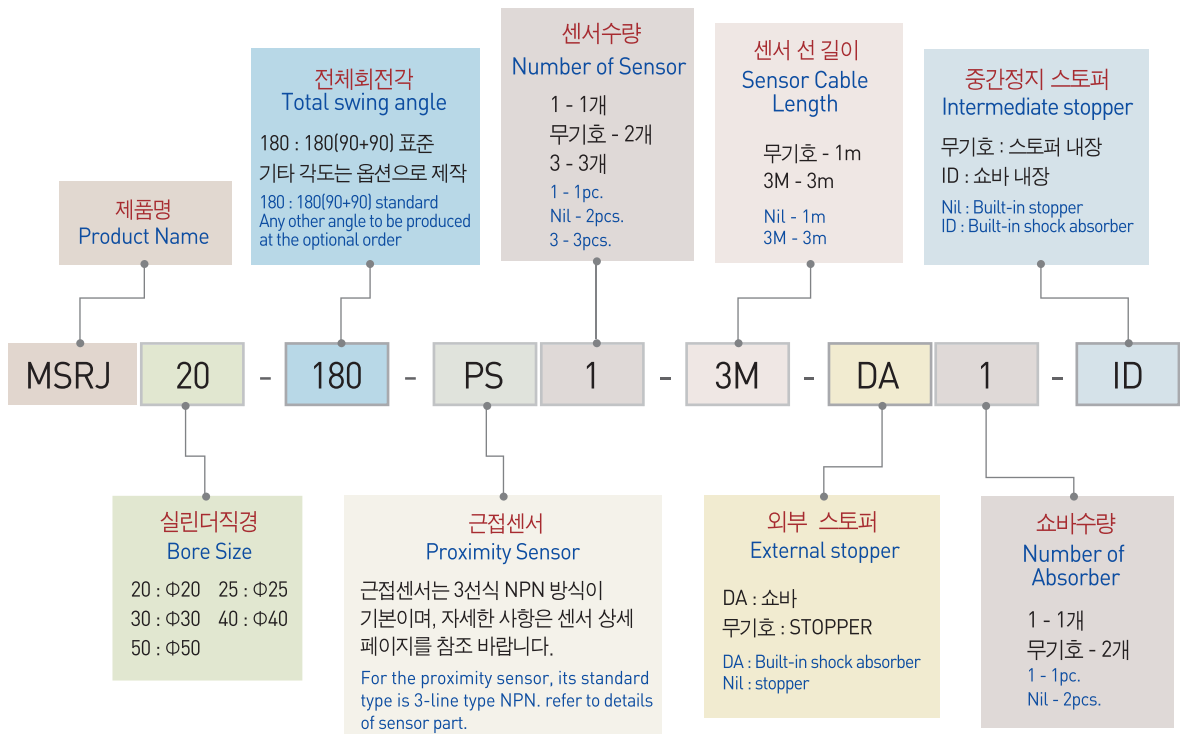 제품명
Product Name
전체회전각
Total swing angle
180 : 180(90+90) 표준
기타 각도는 옵션으로 제작
180 : 180(90+90) standard
Any other angle to be produced
at the optional order
센서수량
Number of Sensor
1 - 1개
무기호 - 2개
3 - 3개
1 - 1pc.
Nil - 2pcs.
3 - 3pcs.
센서 선 길이
Sensor Cable
Length
무기호 - 1m
3M - 3m
Nil - 1m
3M - 3m
중간정지 스토퍼
Intermediate stopper
무기호 : 스토퍼 내장
ID : 쇼바 내장
Nil : Built-in stopper
ID : Built-in shock absorber
MSRJ 20 - 180 - PS 1 - 3M - DA 1 - ID
실린더직경
Bore Size
20 : Φ20 25 : Φ25
30 : Φ30 40 : Φ40
50 : Φ50
근접센서
Proximity Sensor
근접센서는 3선식 NPN 방식이
기본이며, 자세한 사항은 센서 상세
페이지를 참조 바랍니다.
For the proximity sensor, its standard
type is 3-line type NPN. refer to details
of sensor part.
외부 스토퍼
External stopper
DA : 쇼바
무기호 : STOPPER
DA : Built-in shock absorber
Nil : stopper
쇼바수량
Number of
Absorber
1 - 1개
무기호 - 2개
1 - 1pc.
Nil - 2pcs.